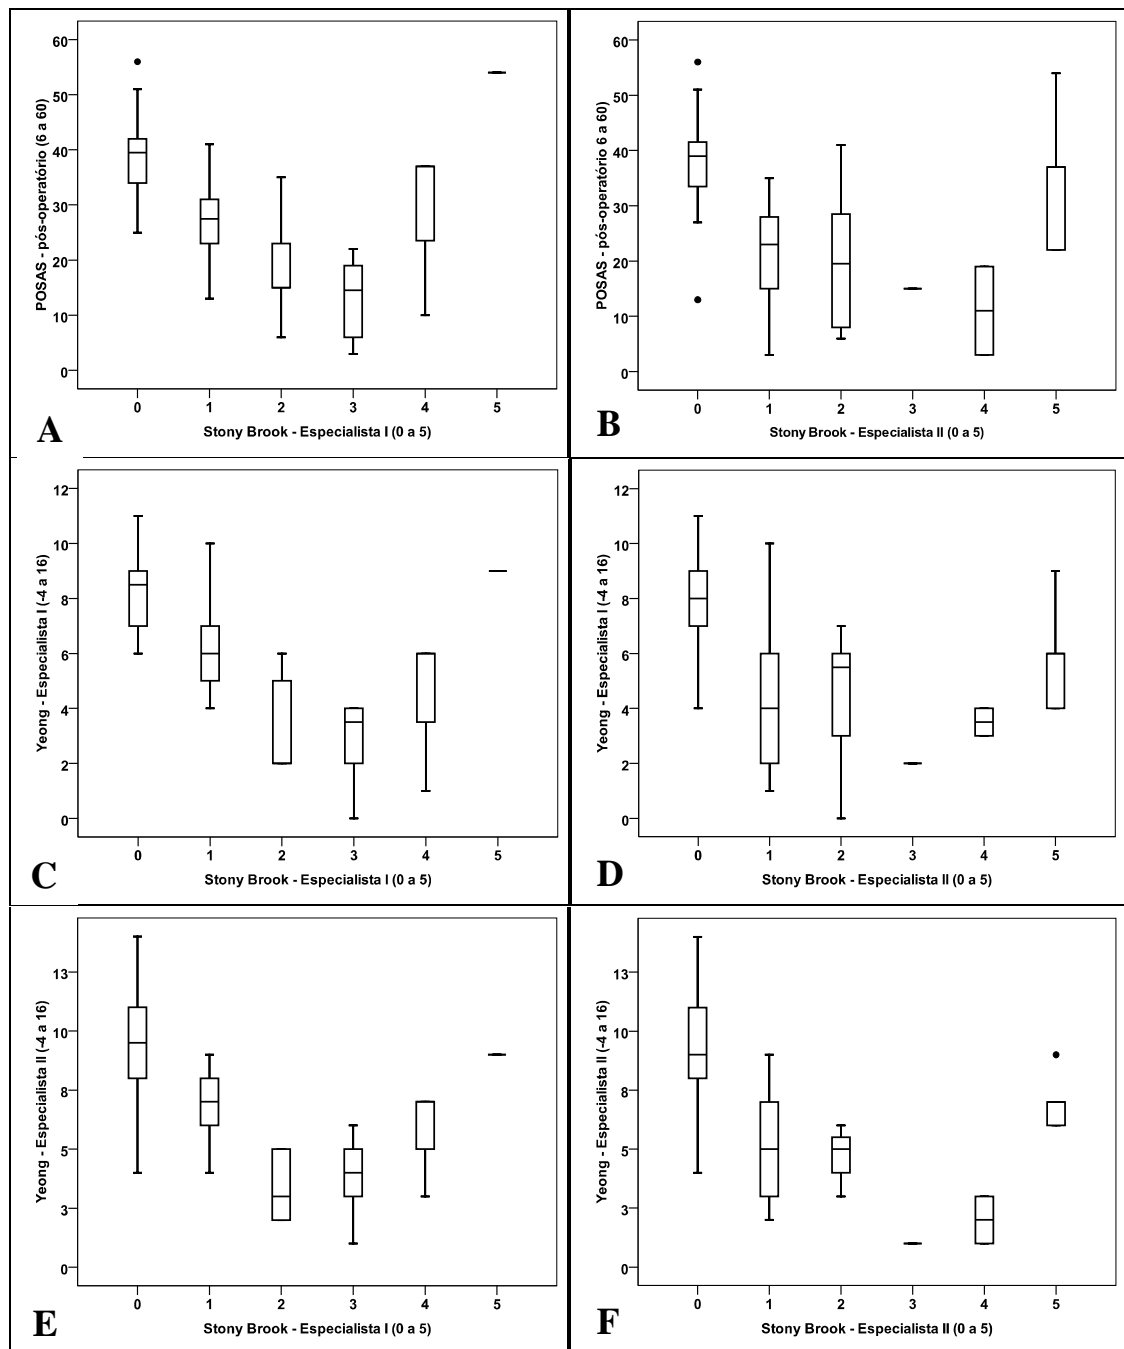 60
50
40
30
20
10
0
POSAS - pós-operatório (6 a 60)
0 1 2 3 4 5
Stony Brook - Especialista I (0 a 5)
A
60
50
40
30
20
10
0
POSAS - pós-operatório 6 a 60)
0 1 2 3 4 5
Stony Brook - Especialista II (0 a 5)
B
12
10
8
6
4
2
0
Yeong - Especialista I (-4 a 16)
0 1 2 3 4 5
Stony Brook - Especialista I (0 a 5)
C
12
10
8
6
4
2
0
Yeong - Especialista I (-4 a 16)
0 1 2 3 4 5
Stony Brook - Especialista II (0 a 5)
D
13
10
8
5
3
0
Yeong - Especialista II (-4 a 16)
0 1 2 3 4 5
Stony Brook - Especialista I (0 a 5)
E
13
10
8
5
3
0
Yeong - Especialista II (-4 a 16)
0 1 2 3 4 5
Stony Brook - Especialista II (0 a 5)
F